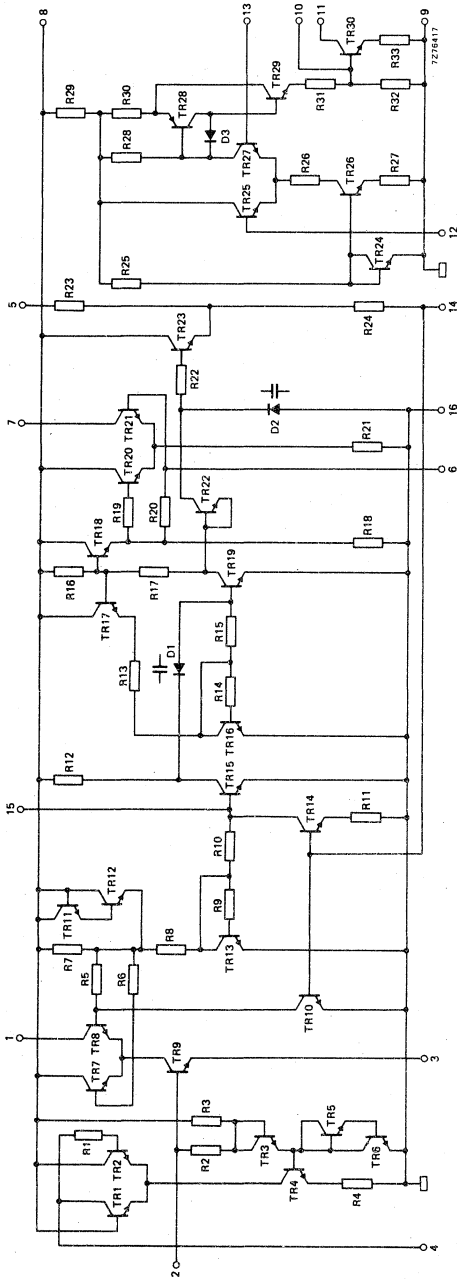 1
15
7
5
8
13
10
11
R1
TR1
TR2
R3
R2
TR3
TR4
TR5
TR6
R4
2
4
TR7
TR8
R5
R6
R7
TR11
TR12
R8
TR9
3
R9
R10
TR13
TR10
TR14
R11
R12
TR15
D1
R13
TR16
R14
R15
TR17
R16
R17
TR18
TR19
R18
R19
R20
TR20
TR21
TR22
R21
6
R22
TR23
D2
16
R23
R24
14
R25
TR24
R28
R29
R30
TR28
D3
TR25
TR27
TR29
R26
TR26
R27
12
R31
R32
TR30
R33
9
7Z76417